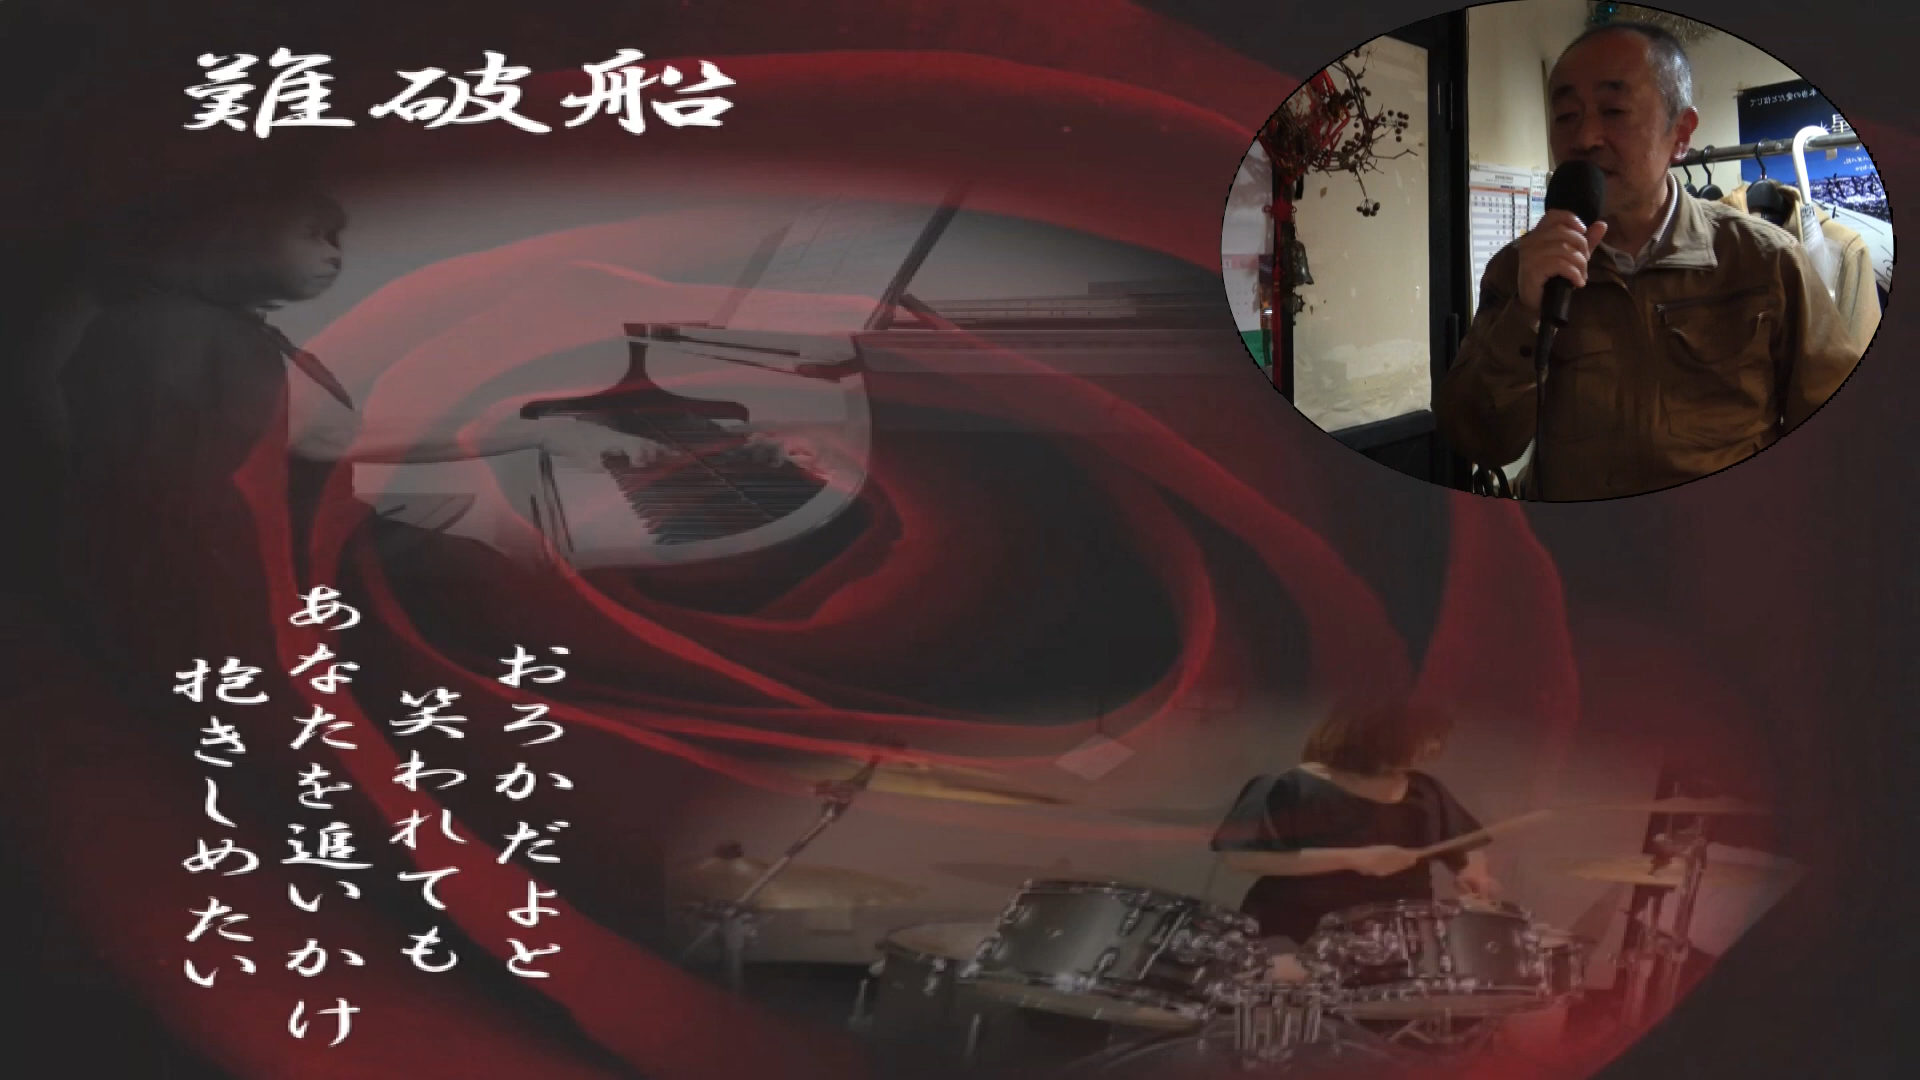 難破船
おろかだよと
笑われても
あなたを追いかけ
抱きしめたい